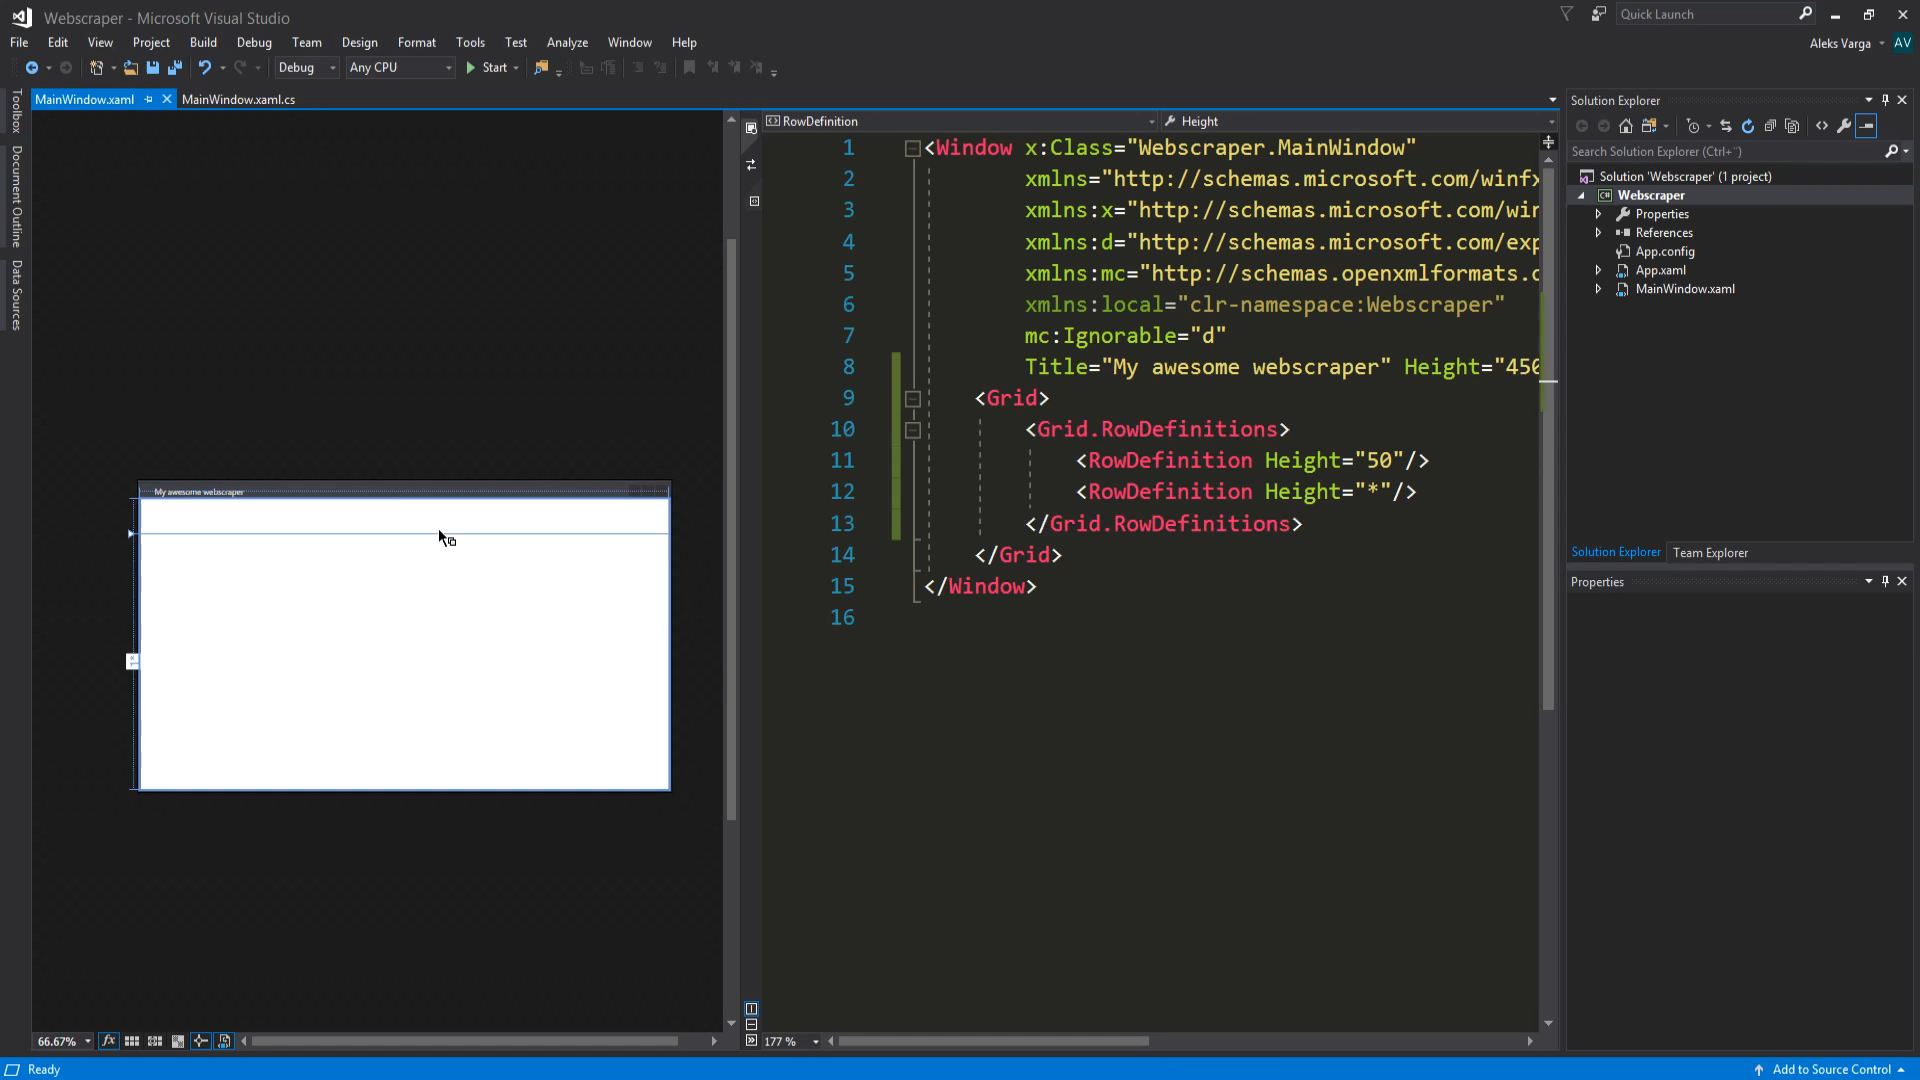 Webscraper - Microsoft Visual Studio
Quick Launch
File Edit View Project Build Debug Team Tools Test Analyze Window Help
Design Format
Aleks Varga AV
Debug Any CPU Start
MainWindow.xaml MainWindow.xaml.cs
Toolbox
Document Outline
Data Sources
My awesome webscraper
1*
66.67% fx
RowDefinition Height
1 <Window x:Class="Webscraper.MainWindow"
2 xmlns="http://schemas.microsoft.com/winfx
3 xmlns:x="http://schemas.microsoft.com/win
4 xmlns:d="http://schemas.microsoft.com/exp
5 xmlns:mc="http://schemas.openxmlformats.o
6 xmlns:local="clr-namespace:Webscraper"
7 mc:Ignorable="d"
8 Title="My awesome webscraper" Height="450
9 <Grid>
10 <Grid.RowDefinitions>
11 <RowDefinition Height="50"/>
12 <RowDefinition Height="*"/>
13 </Grid.RowDefinitions>
14 </Grid>
15 </Window>
16
177 %
Solution Explorer
Search Solution Explorer (Ctrl+¨)
Solution 'Webscraper' (1 project)
C# Webscraper
Properties
References
App.config
App.xaml
MainWindow.xaml
Solution Explorer Team Explorer
Properties
Ready
Add to Source Control